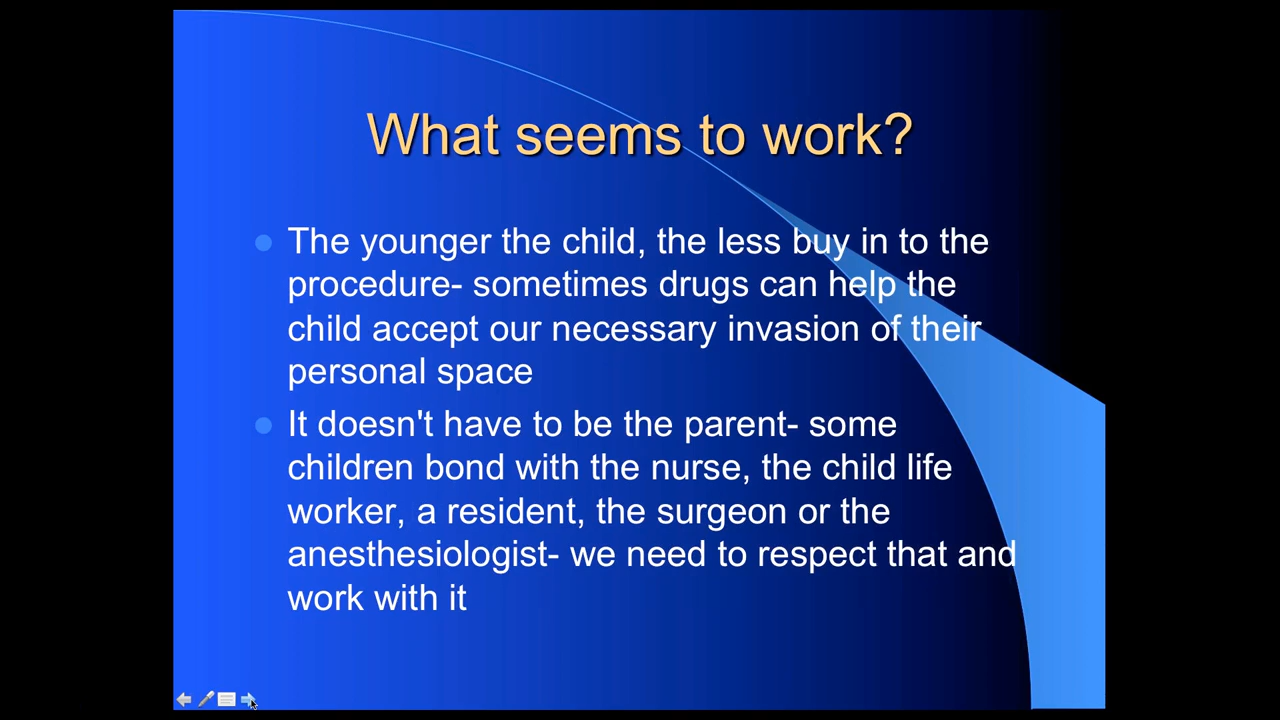 What seems to work?
The younger the child, the less buy in to the
procedure- sometimes drugs can help the
child accept our necessary invasion of their
personal space
It doesn't have to be the parent- some
children bond with the nurse, the child life
worker, a resident, the surgeon or the
anesthesiologist- we need to respect that and
work with it